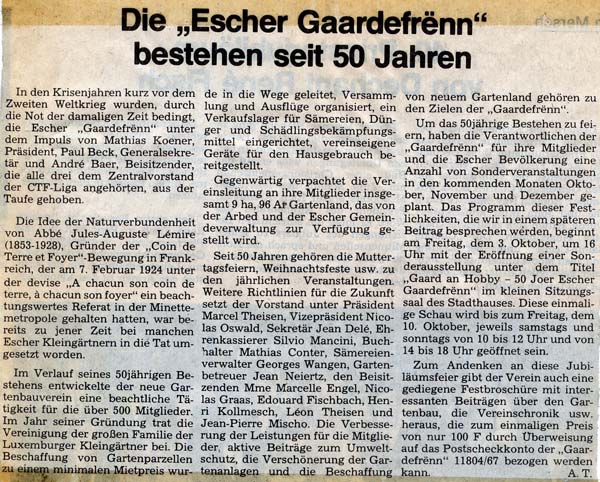 Die „Escher Gaardefrënn“
bestehen seit 50 Jahren
In den Krisenjahren kurz vor dem
Zweiten Weltkrieg wurden, durch
die Not der damaligen Zeit bedingt,
die Escher „Gaardefrënn“ unter
dem Impuls von Mathias Koener,
Präsident, Paul Beck, Generalsekre-
tär und André Baer, Beisitzender,
die alle drei dem Zentralvorstand
der CTF-Liga angehörten, aus der
Taufe gehoben.
Die Idee der Naturverbundenheit
von Abbé Jules-Auguste Lémire
(1853-1928), Gründer der „Coin de
Terre et Foyer“-Bewegung in Frank-
reich, der am 7. Februar 1924 unter
der devise „A chacun son coin de
terre, à chacun son foyer“ ein beach-
tungswertes Referat in der Minette-
metropole gehalten hatte, war be-
reits zu jener Zeit bei manchen
Escher Kleingärtnern in die Tat um-
gesetzt worden.
Im Verlauf seines 50jährigen Be-
stehens entwickelte der neue Gar-
tenbauverein eine beachtliche Tä-
tigkeit für die über 500 Mitglieder.
Im Jahr seiner Gründung trat die
Vereinigung der großen Familie der
Luxemburger Kleingärtner bei. Die
Beschaffung von Gartenparzellen
zu einem minimalen Mietpreis wur-
de in die Wege geleitet, Versamm-
lung und Ausflüge organisiert, ein
Verkaufslager für Sämereien, Dün-
ger und Schädlingsbekämpfungsmit-
tel eingerichtet, vereinseigene
Geräte für den Hausgebrauch be-
reitgestellt.
Gegenwärtig verpachtet die Ver-
einsleitung an ihre Mitglieder insge-
samt 9 ha, 96 Ar Gartenland, das von
der Arbed und der Escher Gemein-
deverwaltung zur Verfügung ge-
stellt wird.
Seit 50 Jahren gehören die Mutter-
tagsfeiern, Weihnachtsfeste usw. zu
den jährlichen Veranstaltungen.
Weitere Richtlinien für die Zukunft
setzt der Vorstand unter Präsident
Marcel Theisen, Vizepräsident Nico-
las Oswald, Sekretär Jean Delé, Eh-
renkassierer Silvio Mancini, Buch-
halter Mathias Conter, Sämereien-
verwalter Georges Wangen, Garten-
betreuer Jean Neiertz, den Beisit-
zenden Mme Marcelle Engel, Nico-
las Graas, Edouard Fischbach, Hen-
ri Kollmesch, Léon Theisen und
Jean-Pierre Mischo. Die Verbesse-
rung der Leistungen für die Mitglie-
der, aktive Beiträge zum Umwelt-
schutz, die Verschönerung der Gar-
tenanlagen und die Beschaffung
von neuem Gartenland gehören zu
den Zielen der „Gaardefrënn“.
Um das 50jährige Bestehen zu fei-
ern, haben die Verantwortlichen der
„Gaardefrënn“ für ihre Mitglieder
und die Escher Bevölkerung eine
Anzahl von Sonderveranstaltungen
in den kommenden Monaten Okto-
ber, November und Dezember ge-
plant. Das Programm dieser Fest-
lichkeiten, die wir in einem späteren
Beitrag besprechen werden, beginnt
am Freitag, dem 3. Oktober, um 16
Uhr mit der Eröffnung einer Son-
derausstellung unter dem Titel
„Gaard an Hobby – 50 Joer Escher
Gaardefrënn“ im kleinen Sitzungs-
saal des Stadthauses. Diese einmali-
ge Schau wird bis zum Freitag, dem
10. Oktober, jeweils samstags und
sonntags von 10 bis 12 Uhr und von
14 bis 18 Uhr geöffnet sein.
Zum Andenken an diese Jubi-
läumsfeier gibt der Verein auch eine
gediegene Festbroschüre mit inter-
essanten Beiträgen über den Gar-
tenbau, die Vereinschronik usw.
heraus, die zum einmaligen Preis
von nur 100 F durch Überweisung
auf das Postscheckkonto der „Gaar-
defrënn“ 11804/67 bezogen werden
kann. A. T.